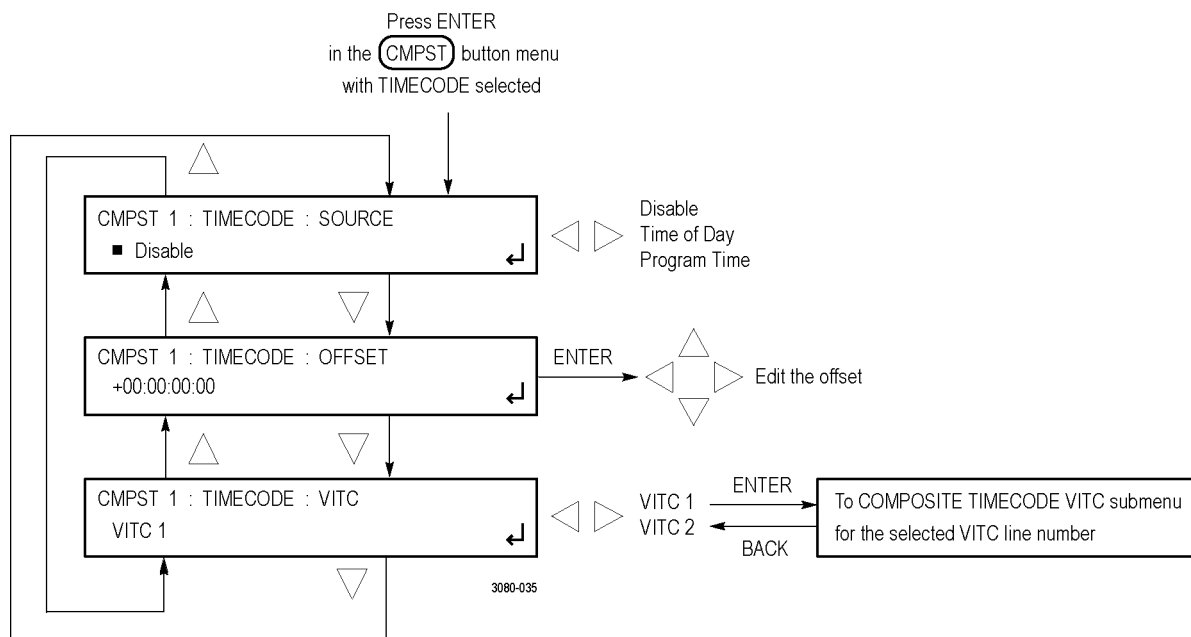 Press ENTER
in the CMPST button menu
with TIMECODE selected
CMPST 1 : TIMECODE : SOURCE
■ Disable
Disable
Time of Day
Program Time
CMPST 1 : TIMECODE : OFFSET
+00:00:00:00
ENTER
Edit the offset
CMPST 1 : TIMECODE : VITC
VITC 1
VITC 1
VITC 2
ENTER
BACK
To COMPOSITE TIMECODE VITC submenu
for the selected VITC line number
3080-035